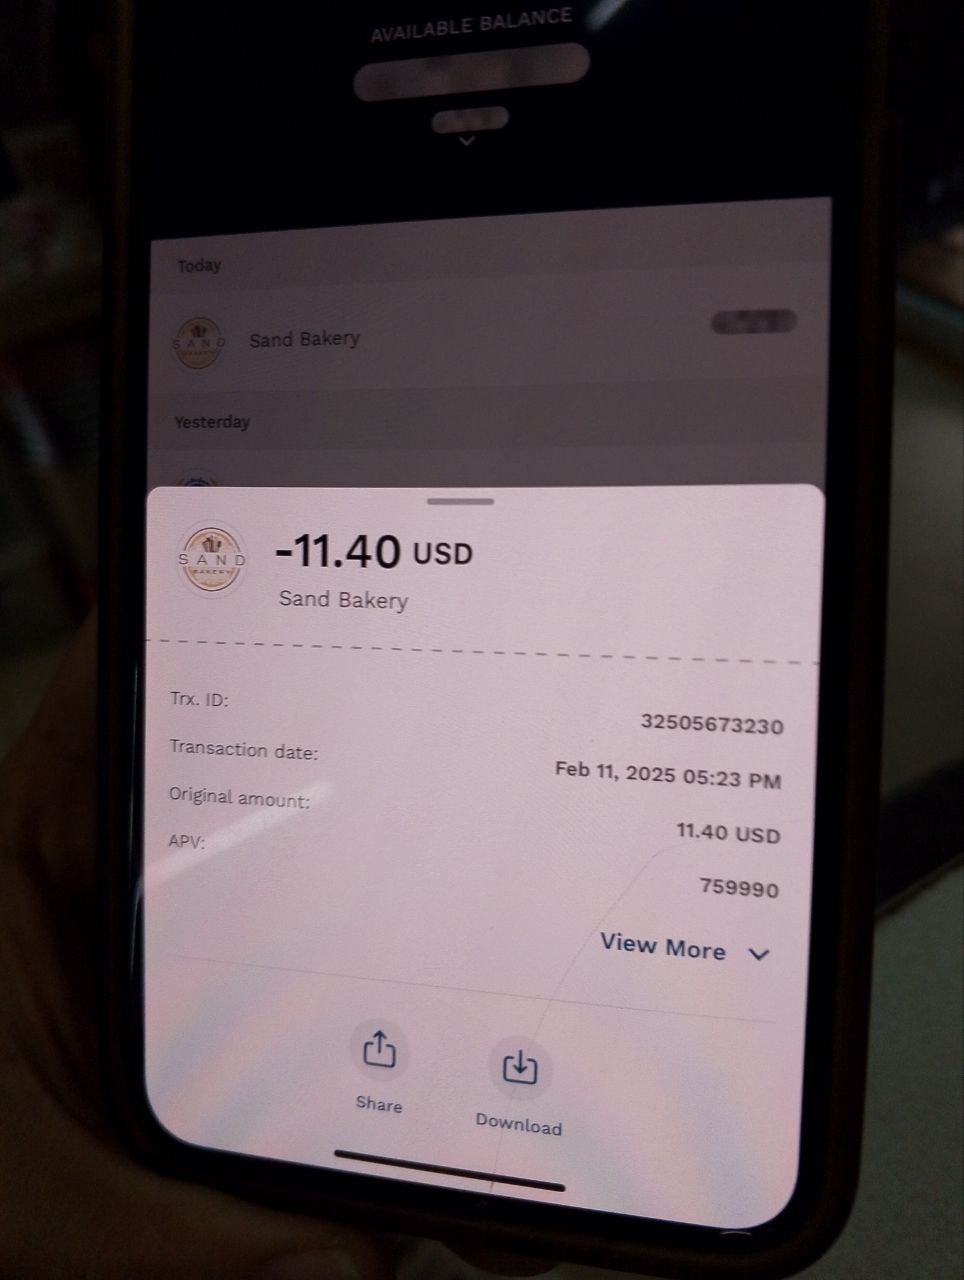 AVAILABLE BALANCE
Today
SAND
BAKERY
Sand Bakery
Yesterday
SAND
BAKERY
-11.40 USD
Sand Bakery
Trx. ID:
32505673230
Transaction date:
Feb 11, 2025 05:23 PM
Original amount:
11.40 USD
APV:
759990
View More
Share
Download